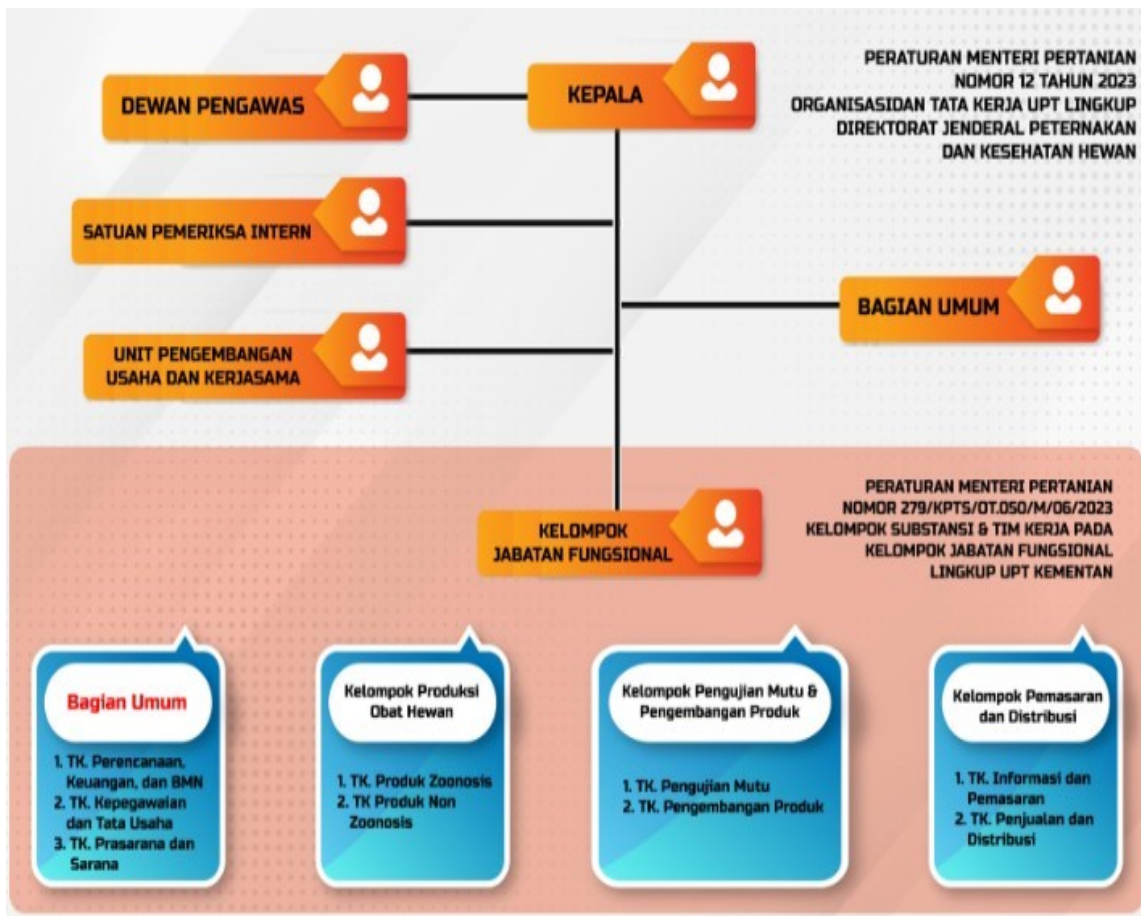 DEWAN PENGAWAS
KEPALA
PERATURAN MENTERI PERTANIAN
NOMOR 12 TAHUN 2023
ORGANISASIDAN TATA KERJA UPT LINGKUP
DIREKTORAT JENDERAL PETERNAKAN
DAN KESEHATAN HEWAN
SATUAN PEMERIKSA INTERN
BAGIAN UMUM
UNIT PENGEMBANGAN
USAHA DAN KERJASAMA
KELOMPOK
JABATAN FUNGSIONAL
PERATURAN MENTERI PERTANIAN
NOMOR 279/KPTS/OT.050/M/06/2023
KELOMPOK SUBSTANSI & TIM KERJA PADA
KELOMPOK JABATAN FUNGSIONAL
LINGKUP UPT KEMENTAN
Bagian Umum
1. TK. Perencanaan,
Keuangan, dan BMN
2. TK. Kepegawaian
dan Tata Usaha
3. TK. Prasarana dan
Sarana
Kelompok Produksi
Obat Hewan
1. TK. Produk Zoonosis
2. TK Produk Non
Zoonosis
Kelompok Pengujian Mutu &
Pengembangan Produk
1. TK. Pengujian Mutu
2. TK. Pengembangan Produk
Kelompok Pemasaran
dan Distribusi
1. TK. Informasi dan
Pemasaran
2. TK. Penjualan dan
Distribusi